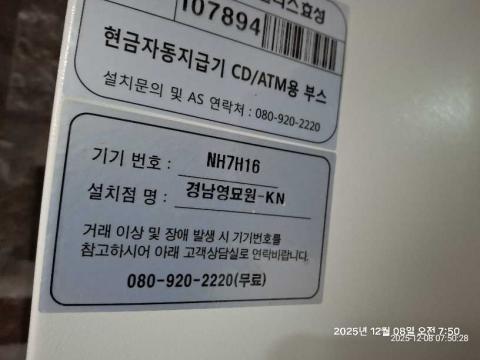 107894
현금자동지급기 CD/ATM용 부스
설치문의 및 AS 연락처 : 080-920-2220
기기 번호 : NH7H16
설치점 명 : 경남영묘원-KN
거래 이상 및 장애 발생 시 기기번호를
참고하시어 아래 고객상담실로 연락바랍니다.
080-920-2220(무료)
2025년 12월 08일 오전 7:50
2025-12-08 07:50:28